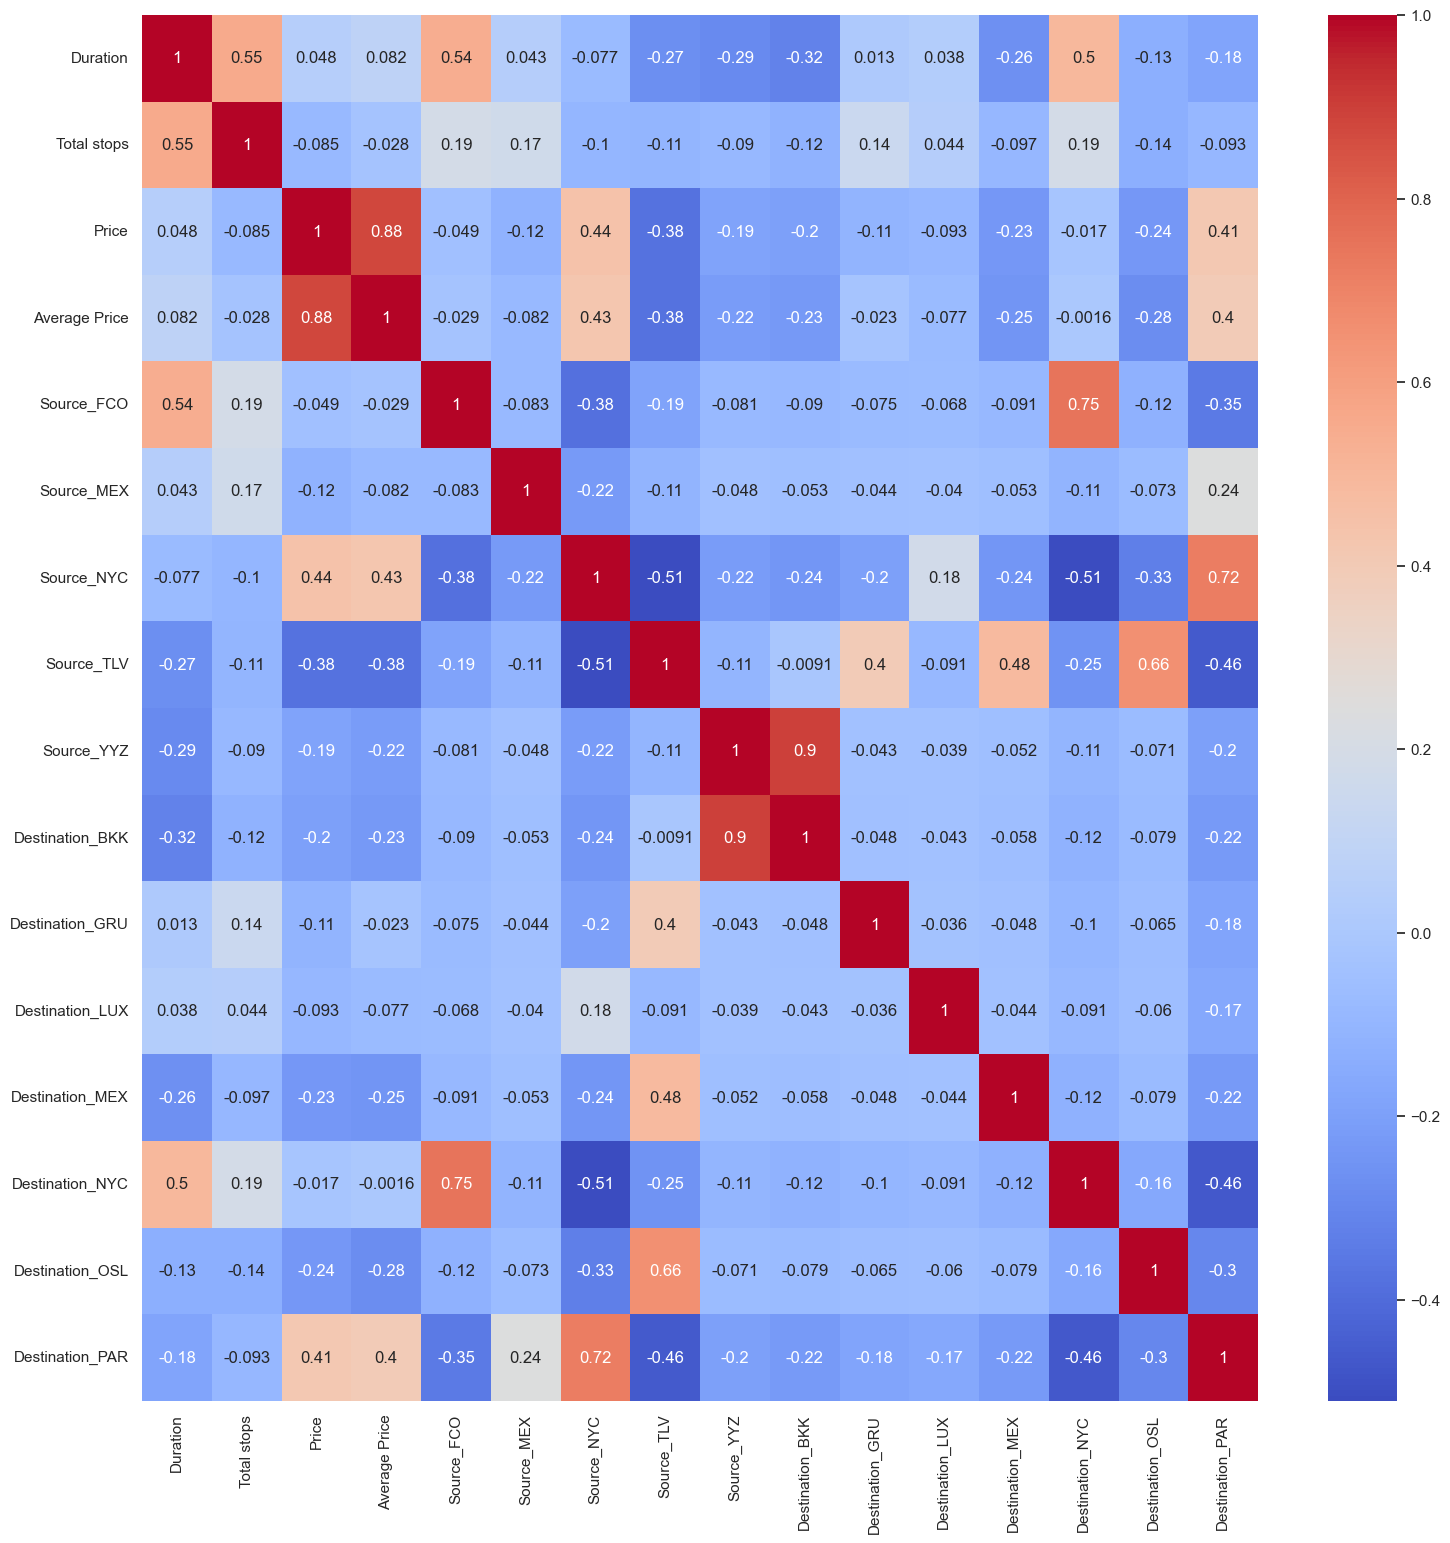 Duration 1 0.55 0.048 0.082 0.54 0.043 -0.077 -0.27 -0.29 -0.32 0.013 0.038 -0.26 0.5 -0.13 -0.18
Total stops 0.55 1 -0.085 -0.028 0.19 0.17 -0.1 -0.11 -0.09 -0.12 0.14 0.044 -0.097 0.19 -0.14 -0.093
Price 0.048 -0.085 1 0.88 -0.049 -0.12 0.44 -0.38 -0.19 -0.2 -0.11 -0.093 -0.23 -0.017 -0.24 0.41
Average Price 0.082 -0.028 0.88 1 -0.029 -0.082 0.43 -0.38 -0.22 -0.23 -0.023 -0.077 -0.25 -0.0016 -0.28 0.4
Source_FCO 0.54 0.19 -0.049 -0.029 1 -0.083 -0.38 -0.19 -0.081 -0.09 -0.075 -0.068 -0.091 0.75 -0.12 -0.35
Source_MEX 0.043 0.17 -0.12 -0.082 -0.083 1 -0.22 -0.11 -0.048 -0.053 -0.044 -0.04 -0.053 -0.11 -0.073 0.24
Source_NYC -0.077 -0.1 0.44 0.43 -0.38 -0.22 1 -0.51 -0.22 -0.24 -0.2 0.18 -0.24 -0.51 -0.33 0.72
Source_TLV -0.27 -0.11 -0.38 -0.38 -0.19 -0.11 -0.51 1 -0.11 -0.0091 0.4 -0.091 0.48 -0.25 0.66 -0.46
Source_YYZ -0.29 -0.09 -0.19 -0.22 -0.081 -0.048 -0.22 -0.11 1 0.9 -0.043 -0.039 -0.052 -0.11 -0.071 -0.2
Destination_BKK -0.32 -0.12 -0.2 -0.23 -0.09 -0.053 -0.24 -0.0091 0.9 1 -0.048 -0.043 -0.058 -0.12 -0.079 -0.22
Destination_GRU 0.013 0.14 -0.11 -0.023 -0.075 -0.044 -0.2 0.4 -0.043 -0.048 1 -0.036 -0.048 -0.1 -0.065 -0.18
Destination_LUX 0.038 0.044 -0.093 -0.077 -0.068 -0.04 0.18 -0.091 -0.039 -0.043 -0.036 1 -0.044 -0.091 -0.06 -0.17
Destination_MEX -0.26 -0.097 -0.23 -0.25 -0.091 -0.053 -0.24 0.48 -0.052 -0.058 -0.048 -0.044 1 -0.12 -0.079 -0.22
Destination_NYC 0.5 0.19 -0.017 -0.0016 0.75 -0.11 -0.51 -0.25 -0.11 -0.12 -0.1 -0.091 -0.12 1 -0.16 -0.46
Destination_OSL -0.13 -0.14 -0.24 -0.28 -0.12 -0.073 -0.33 0.66 -0.071 -0.079 -0.065 -0.06 -0.079 -0.16 1 -0.3
Destination_PAR -0.18 -0.093 0.41 0.4 -0.35 0.24 0.72 -0.46 -0.2 -0.22 -0.18 -0.17 -0.22 -0.46 -0.3 1
Duration
Total stops
Price
Average Price
Source_FCO
Source_MEX
Source_NYC
Source_TLV
Source_YYZ
Destination_BKK
Destination_GRU
Destination_LUX
Destination_MEX
Destination_NYC
Destination_OSL
Destination_PAR
1.0
0.8
0.6
0.4
0.2
0.0
−0.2
−0.4